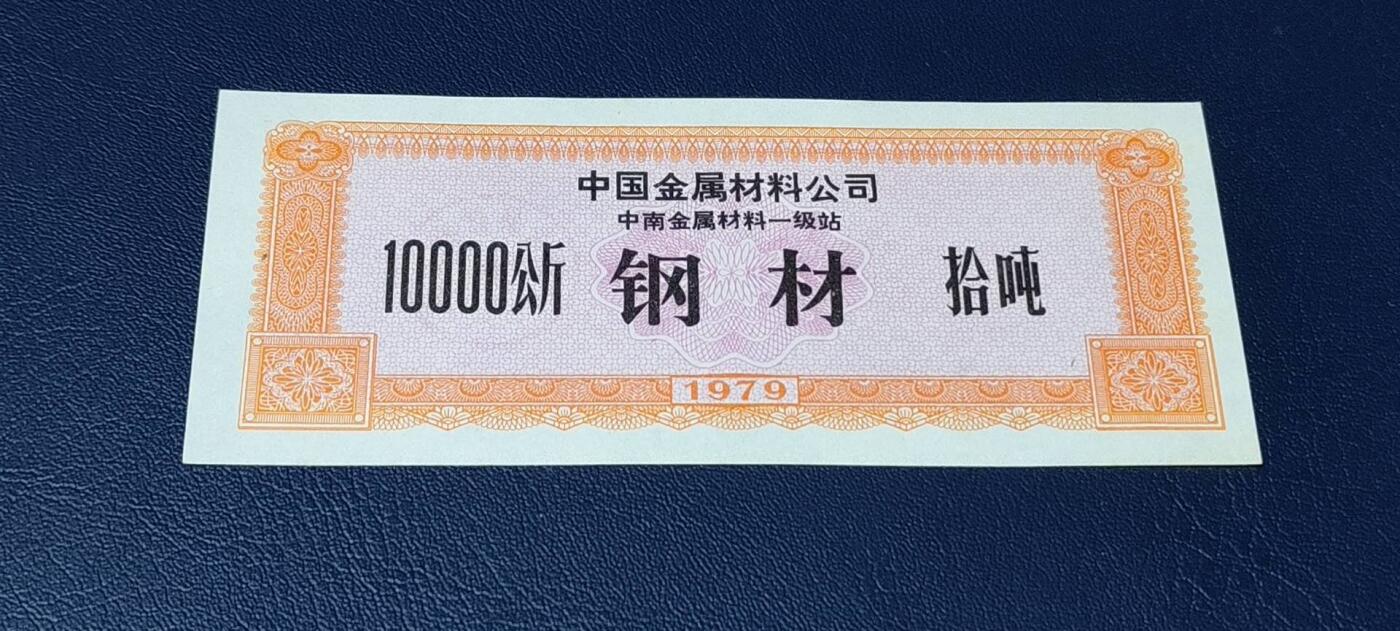 中国金属材料公司
中南金属材料一级站
10000公斤 钢材 拾吨
1979